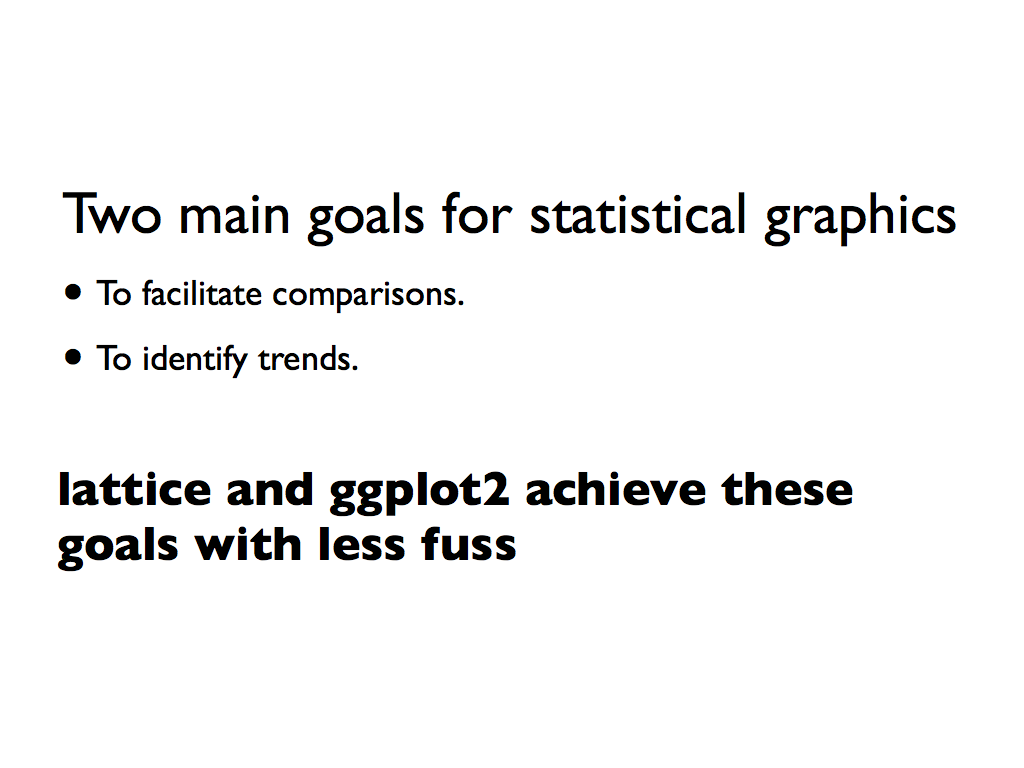 Two main goals for statistical graphics
• To facilitate comparisons.
• To identify trends.
lattice and ggplot2 achieve these
goals with less fuss